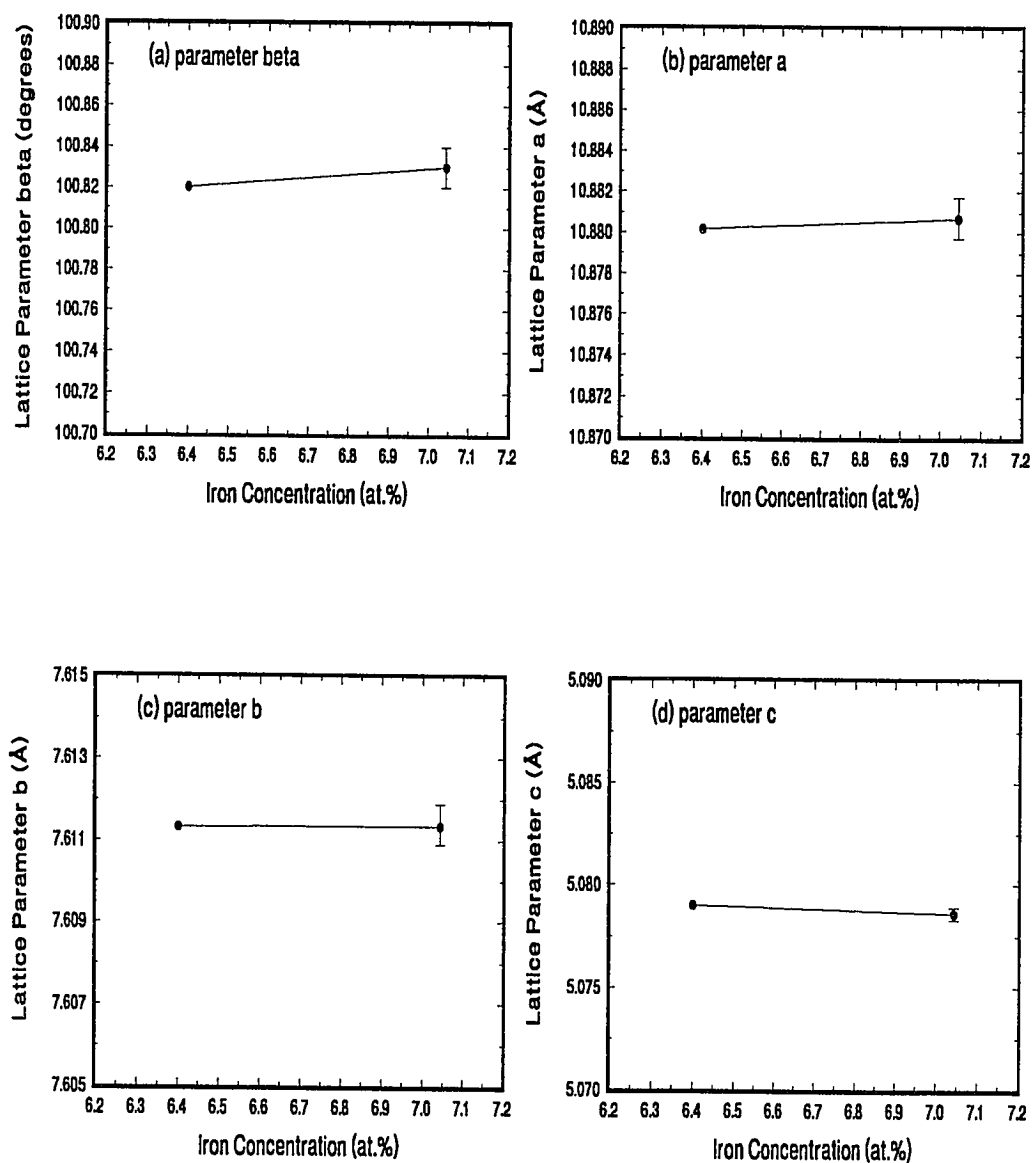 (a) parameter beta
Lattice Parameter beta (degrees)
100.90
100.88
100.86
100.84
100.82
100.80
100.78
100.76
100.74
100.72
100.70
6.2 6.3 6.4 6.5 6.6 6.7 6.8 6.9 7.0 7.1 7.2
Iron Concentration (at.%)
(b) parameter a
Lattice Parameter a (Å)
10.890
10.888
10.886
10.884
10.882
10.880
10.878
10.876
10.874
10.872
10.870
6.2 6.3 6.4 6.5 6.6 6.7 6.8 6.9 7.0 7.1 7.2
Iron Concentration (at.%)
(c) parameter b
Lattice Parameter b (Å)
7.615
7.613
7.611
7.609
7.607
7.605
6.2 6.3 6.4 6.5 6.6 6.7 6.8 6.9 7.0 7.1 7.2
Iron Concentration (at.%)
(d) parameter c
Lattice Parameter c (Å)
5.090
5.085
5.080
5.075
5.070
6.2 6.3 6.4 6.5 6.6 6.7 6.8 6.9 7.0 7.1 7.2
Iron Concentration (at.%)